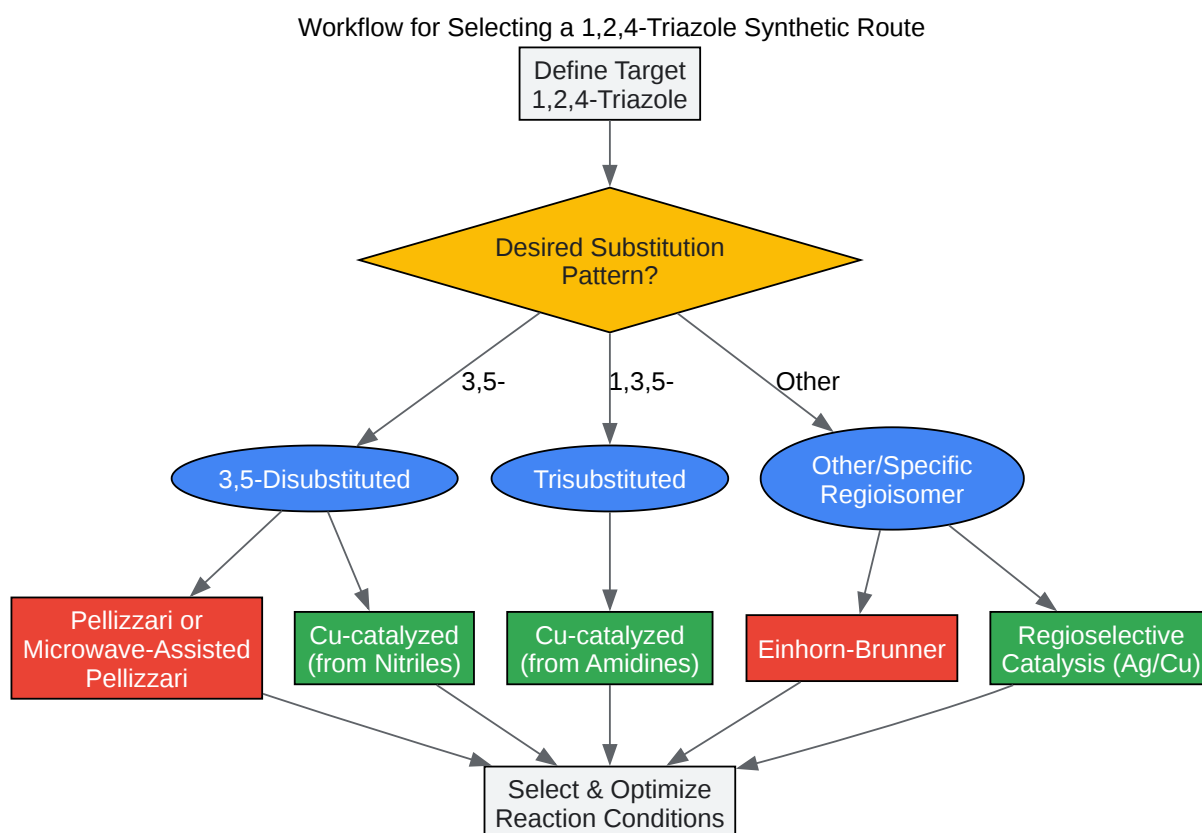 Workflow for Selecting a 1,2,4-Triazole Synthetic Route
Define Target
1,2,4-Triazole
Desired Substitution
Pattern?
3,5-
1,3,5-
Other
3,5-Disubstituted
Trisubstituted
Other/Specific
Regioisomer
Pellizzari or
Microwave-Assisted
Pellizzari
Cu-catalyzed
(from Nitriles)
Cu-catalyzed
(from Amidines)
Einhorn-Brunner
Regioselective
Catalysis (Ag/Cu)
Select & Optimize
Reaction Conditions